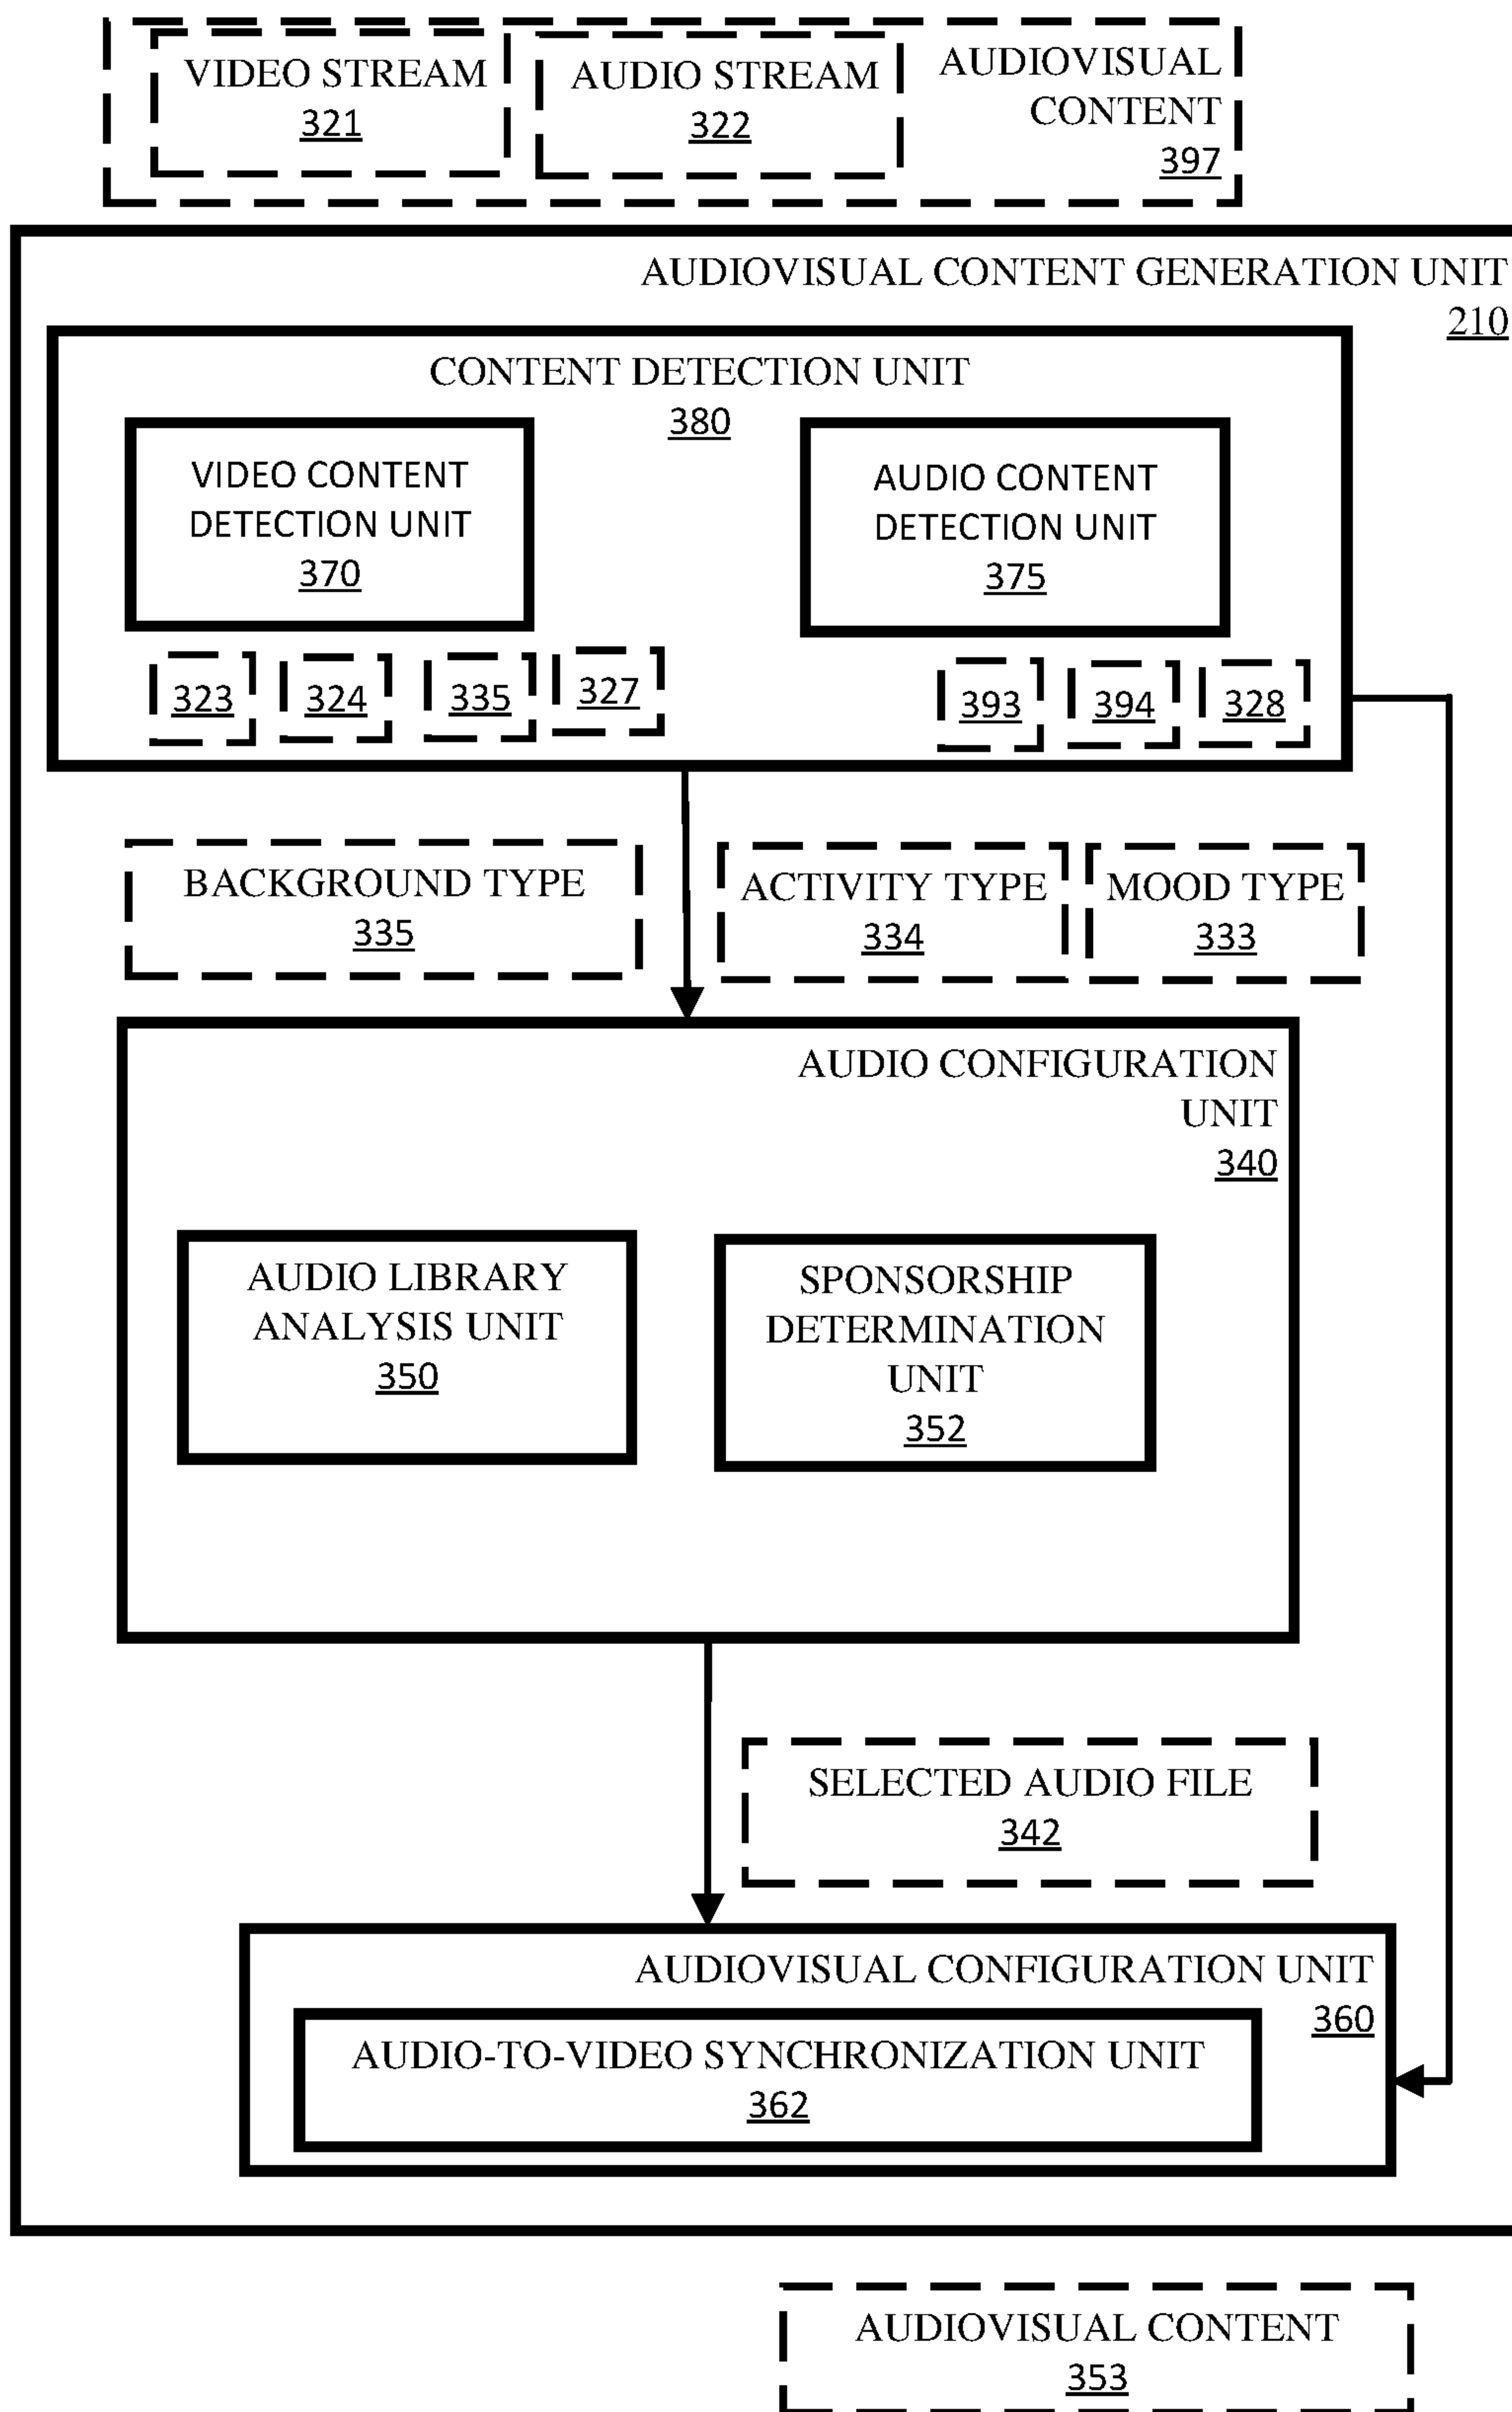 VIDEO STREAM
321
AUDIO STREAM
322
AUDIOVISUAL
CONTENT
397
AUDIOVISUAL CONTENT GENERATION UNIT
210
CONTENT DETECTION UNIT
380
VIDEO CONTENT
DETECTION UNIT
370
AUDIO CONTENT
DETECTION UNIT
375
323
324
335
327
393
394
328
BACKGROUND TYPE
335
ACTIVITY TYPE
334
MOOD TYPE
333
AUDIO CONFIGURATION
UNIT
340
AUDIO LIBRARY
ANALYSIS UNIT
350
SPONSORSHIP
DETERMINATION
UNIT
352
SELECTED AUDIO FILE
342
AUDIOVISUAL CONFIGURATION UNIT
360
AUDIO-TO-VIDEO SYNCHRONIZATION UNIT
362
AUDIOVISUAL CONTENT
353